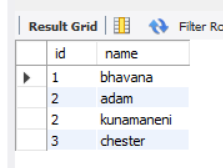 Result Grid Filter Ro
id name
1 bhavana
2 adam
2 kunamaneni
3 chester